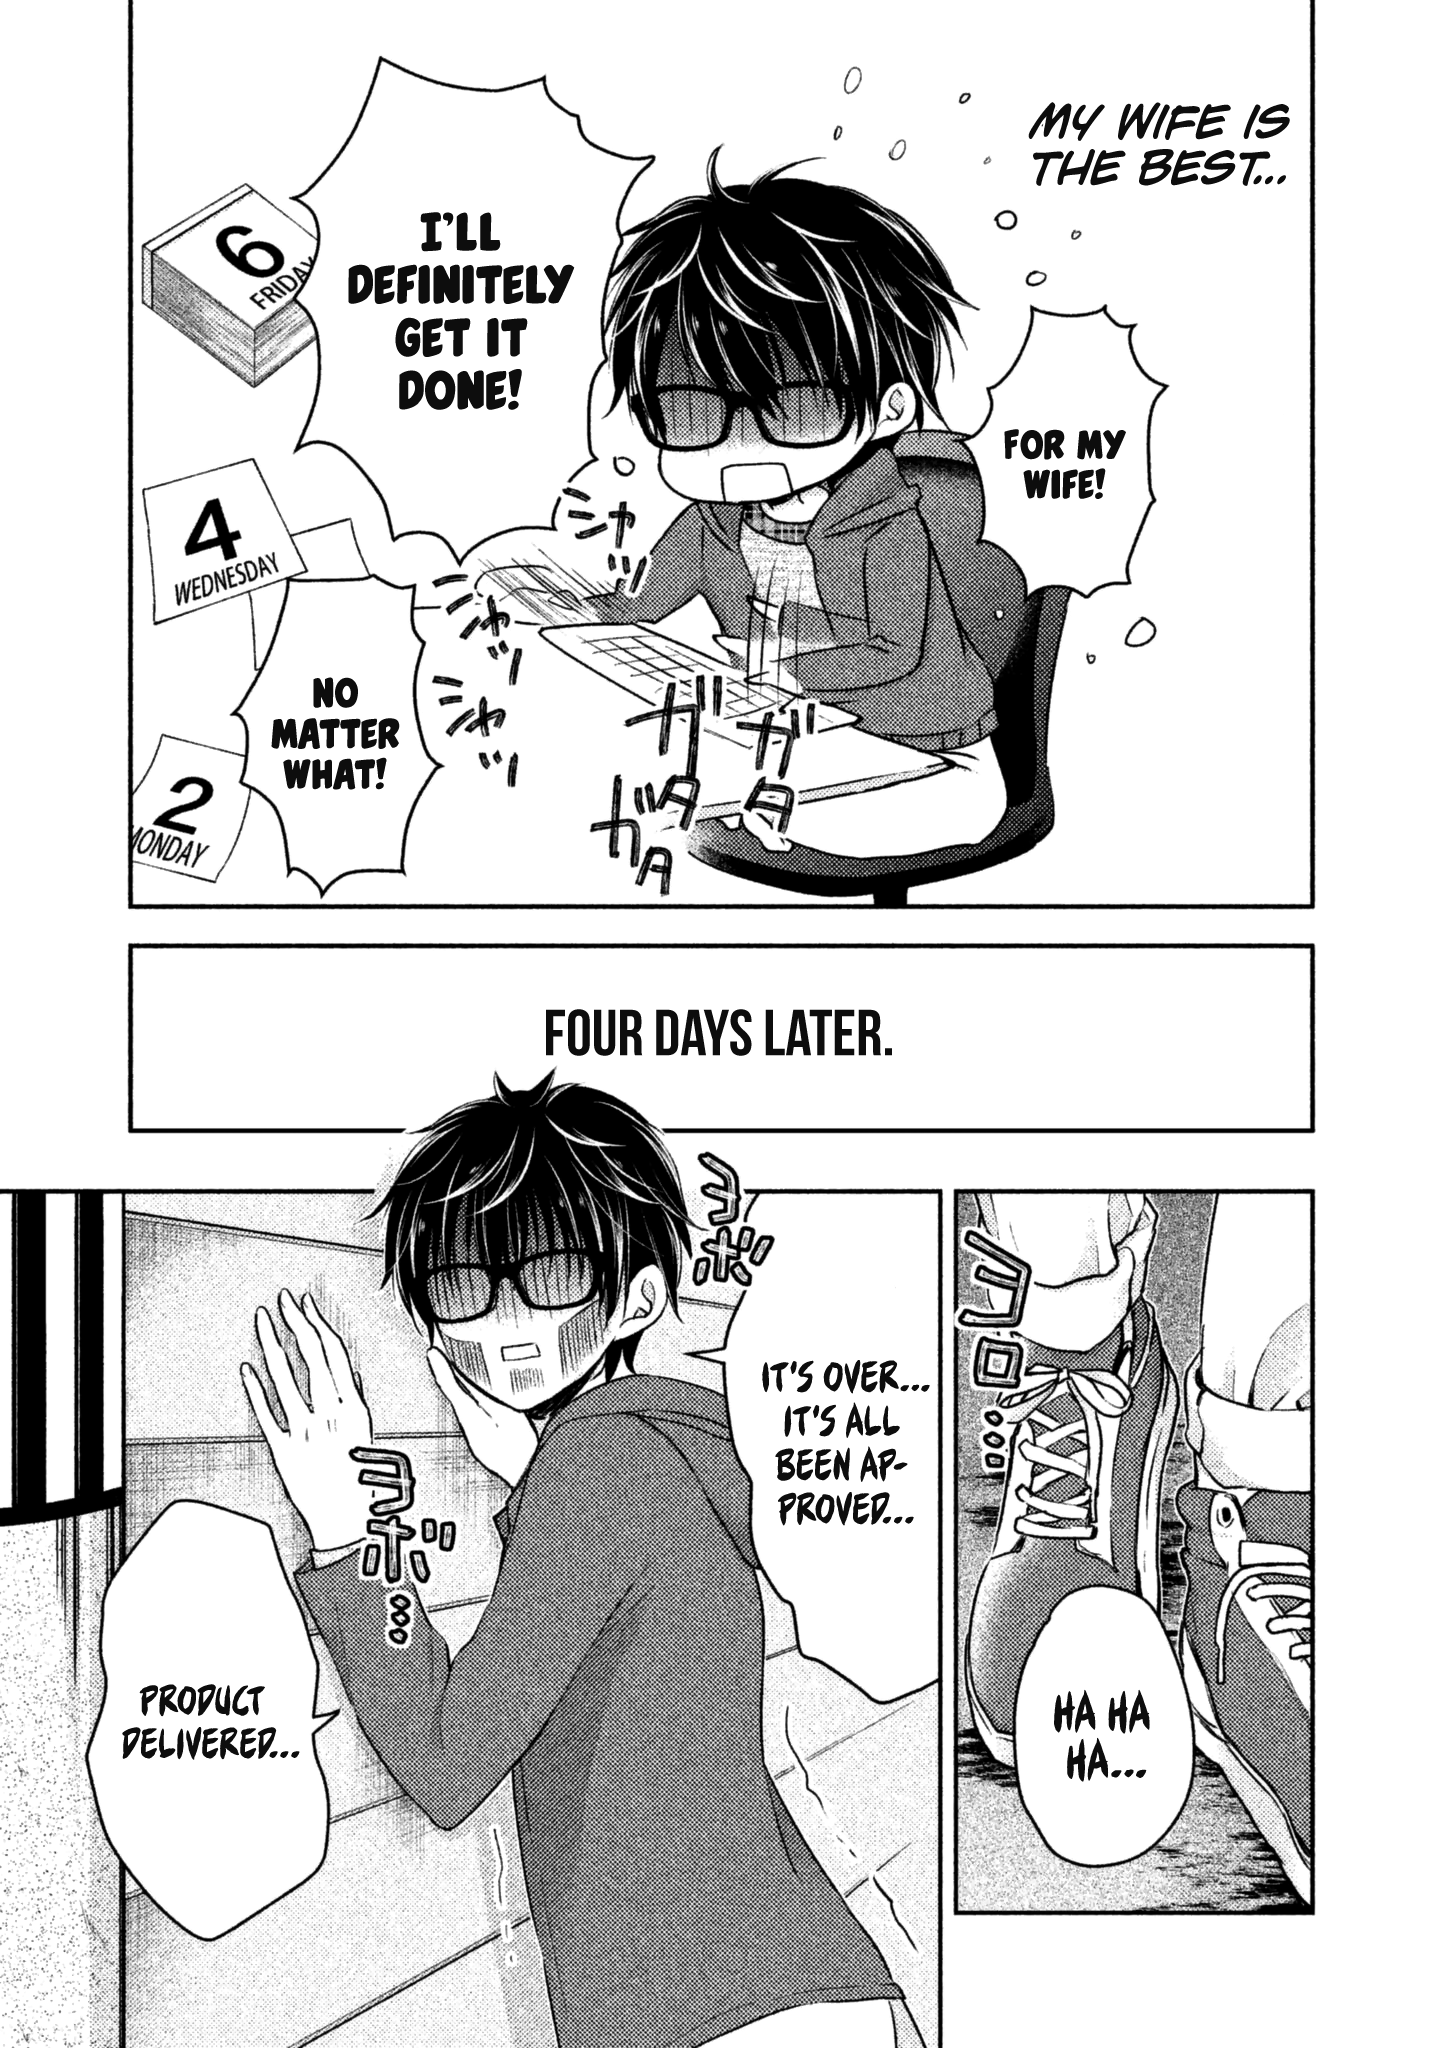 MY WIFE IS
THE BEST...
FOR MY
WIFE!
I'LL
DEFINITELY
GET IT
DONE!
NO
MATTER
WHAT!
6
FRIDAY
4
WEDNESDAY
2
MONDAY
シャッ
シャッ
シャッ
ガタ
ガタ
ガタ
FOUR DAYS LATER.
ヨロ…
HA HA
HA...
ヨボ
IT'S OVER...
IT'S ALL
BEEN AP-
PROVED...
ヨボ…
PRODUCT
DELIVERED...